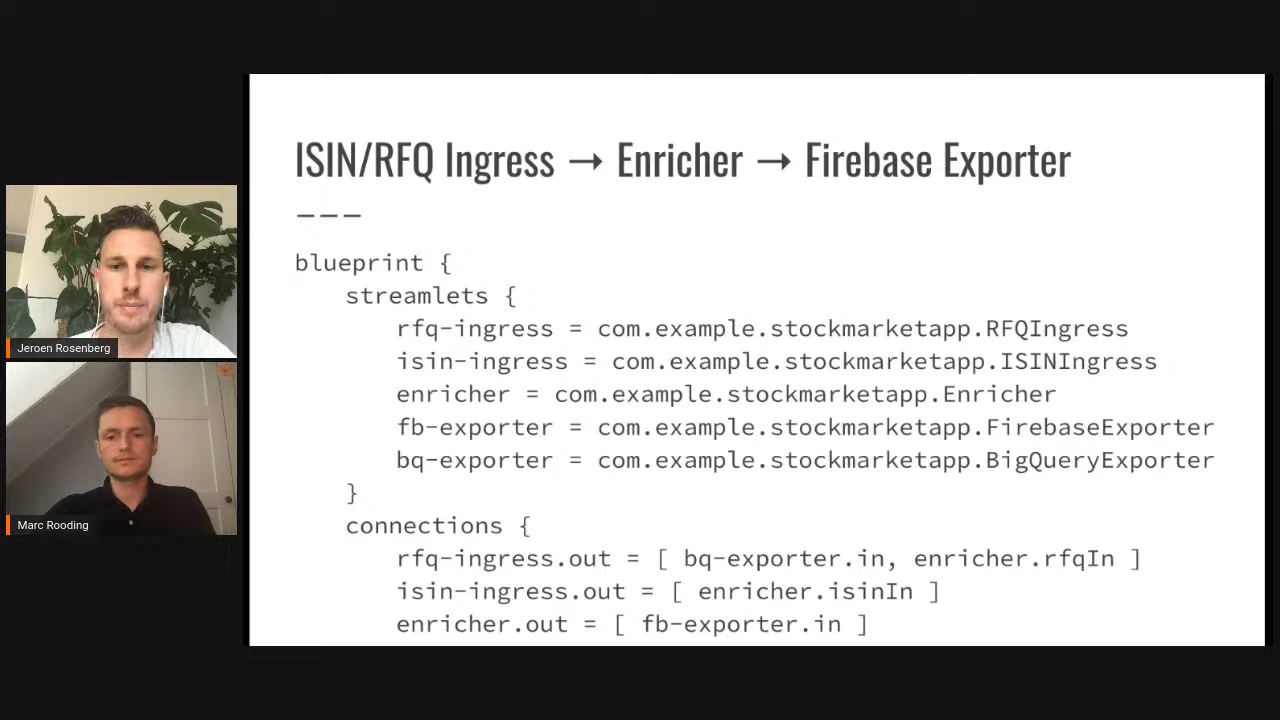 ISIN/RFQ Ingress → Enricher → Firebase Exporter
———
blueprint {
streamlets {
rfq-ingress = com.example.stockmarketapp.RFQIngress
isin-ingress = com.example.stockmarketapp.ISINIngress
enricher = com.example.stockmarketapp.Enricher
fb-exporter = com.example.stockmarketapp.FirebaseExporter
bq-exporter = com.example.stockmarketapp.BigQueryExporter
}
connections {
rfq-ingress.out = [ bq-exporter.in, enricher.rfqIn ]
isin-ingress.out = [ enricher.isinIn ]
enricher.out = [ fb-exporter.in ]
Jeroen Rosenberg
Marc Rooding